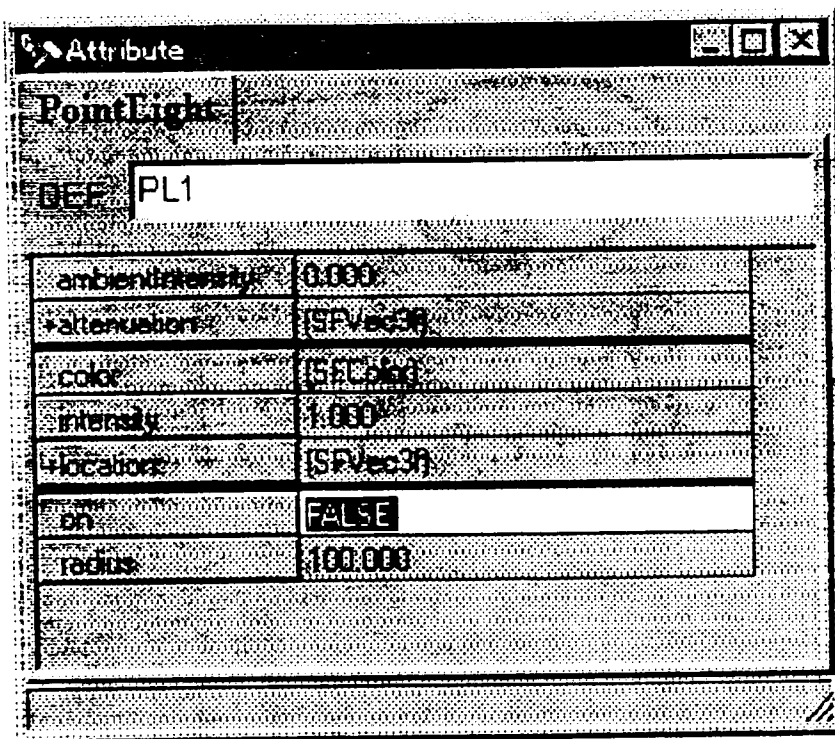 Attribute
PointLight
DEF PL1
ambientIntensity 0.000
+attenuation (SFVec3f)
color (SFColor)
intensity 1.000
+location (SFVec3f)
on FALSE
radius 100.000